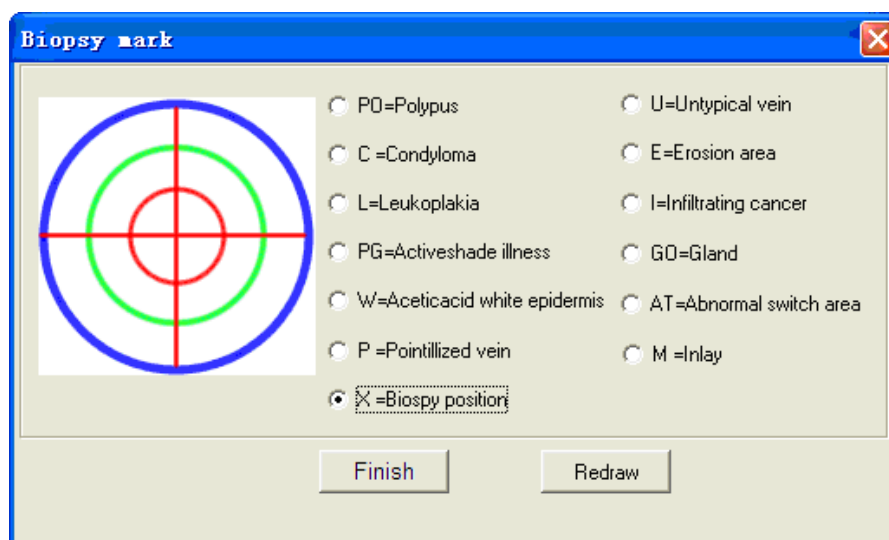 Biopsy mark
PO=Polypus
C =Condyloma
L=Leukoplakia
PG=Activeshade illness
W=Aceticacid white epidermis
P =Pointillized vein
X =Biospy position
U=Untypical vein
E=Erosion area
I=Infiltrating cancer
GO=Gland
AT=Abnormal switch area
M =Inlay
Finish
Redraw